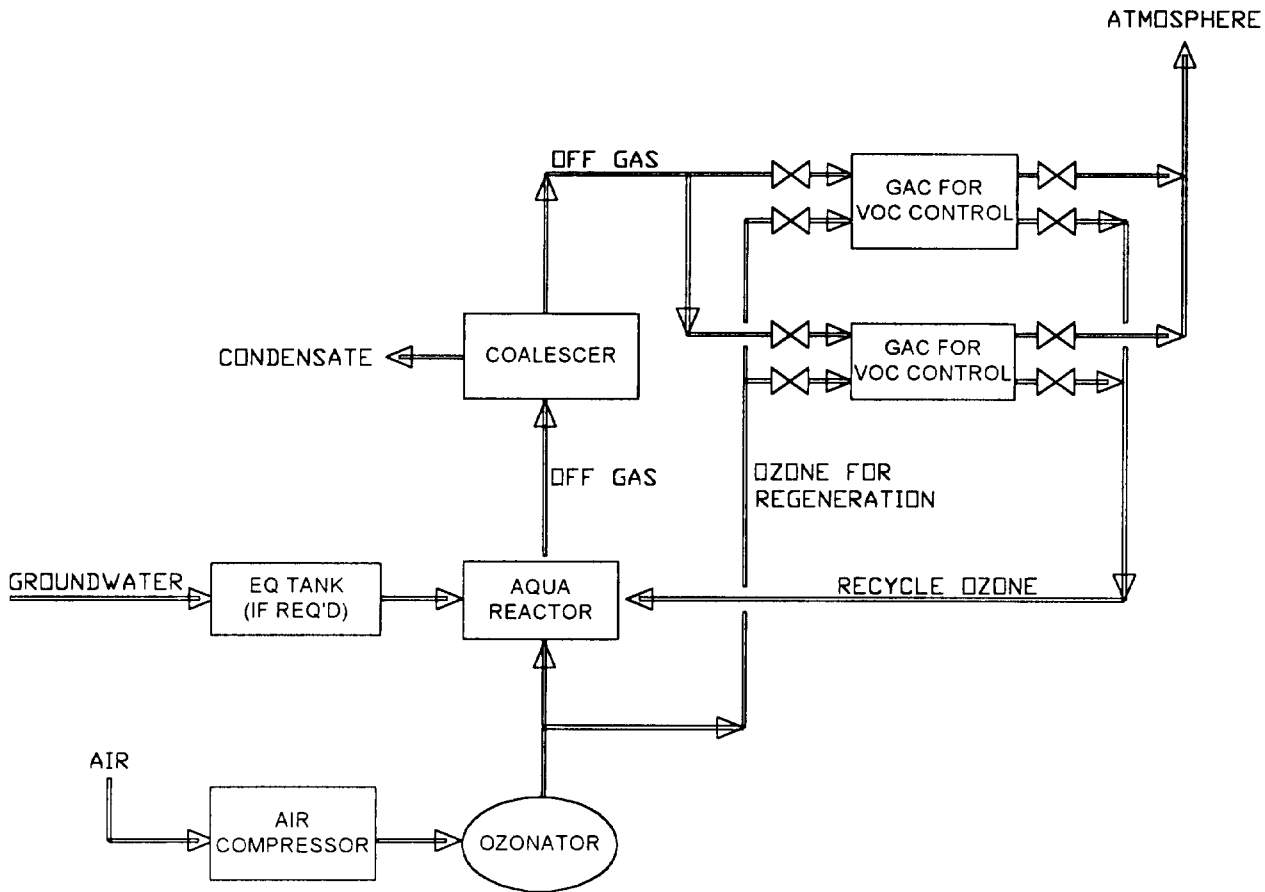 ATMOSPHERE
OFF GAS
GAC FOR
VOC CONTROL
CONDENSATE
COALESCER
GAC FOR
VOC CONTROL
OFF GAS
OZONE FOR
REGENERATION
GROUNDWATER
EQ TANK
(IF REQ'D)
AQUA
REACTOR
RECYCLE OZONE
AIR
AIR
COMPRESSOR
OZONATOR